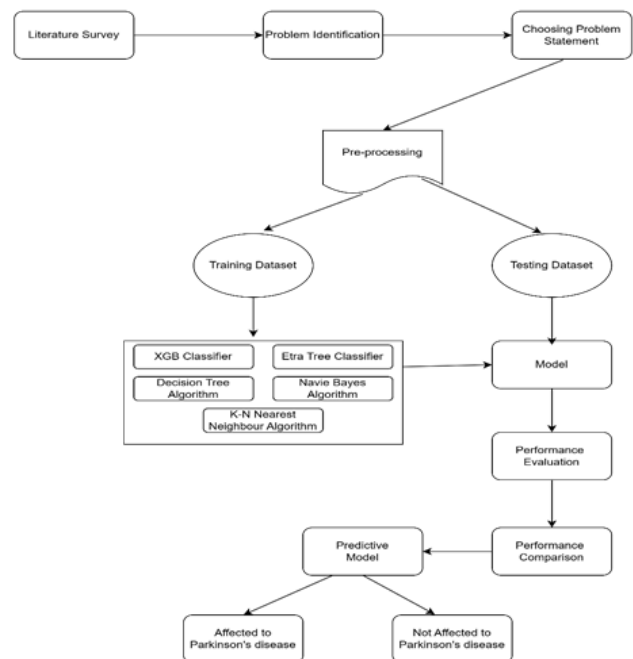 Literature Survey
Problem Identification
Choosing Problem
Statement
Pre-processing
Training Dataset
Testing Dataset
XGB Classifier
Etra Tree Classifier
Decision Tree
Algorithm
Navie Bayes
Algorithm
K-N Nearest
Neighbour Algorithm
Model
Performance
Evaluation
Predictive
Model
Performance
Comparison
Affected to
Parkinson's disease
Not Affected to
Parkinson's disease